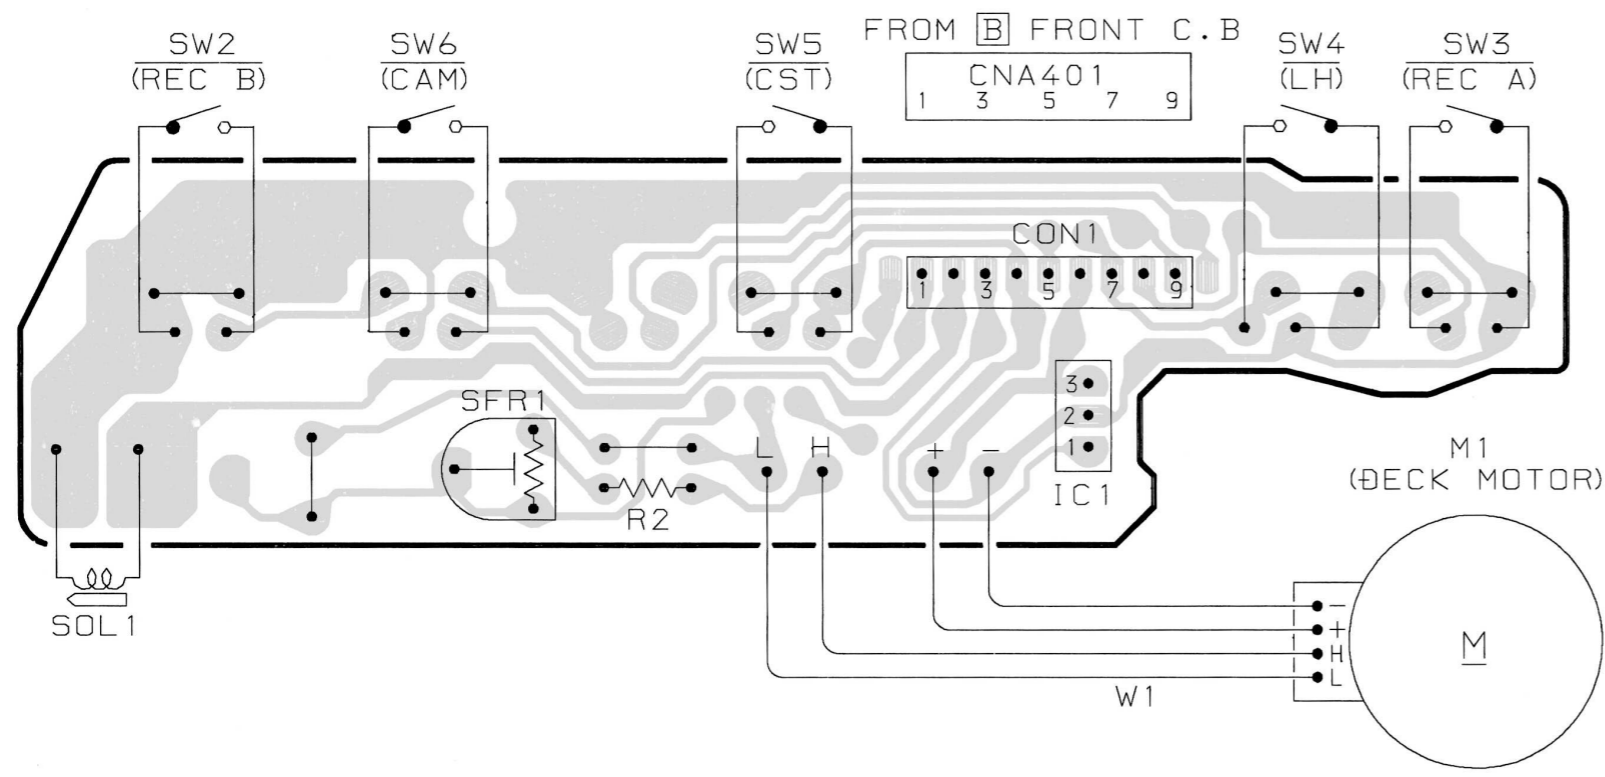 FROM B FRONT C.B
SW2
(REC B)
SW6
(CAM)
SW5
(CST)
CNA401
1 3 5 7 9
SW4
(LH)
SW3
(REC A)
CON1
1 3 5 7 9
3
2
1
IC1
SFR1
R2
L H + −
M1
(DECK MOTOR)
SOL1
−
+
H
L
M
W1